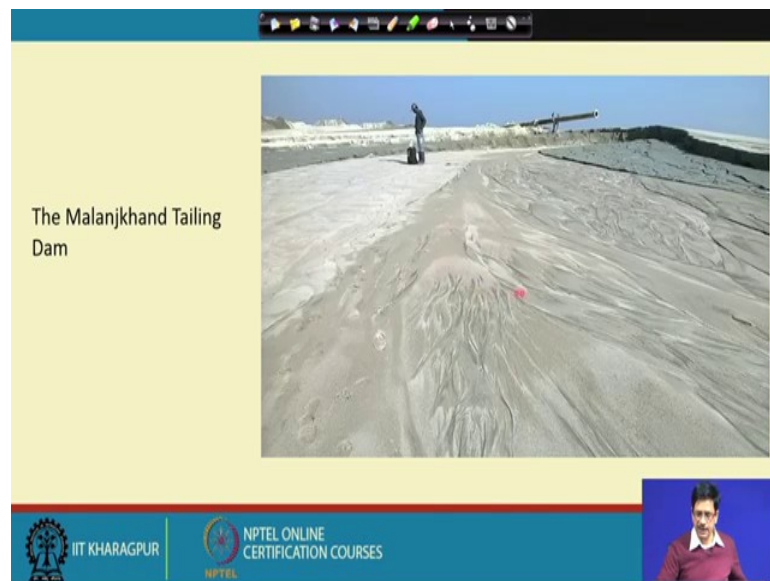 The Malanjkhand Tailing
Dam
IIT KHARAGPUR
NPTEL
NPTEL ONLINE
CERTIFICATION COURSES